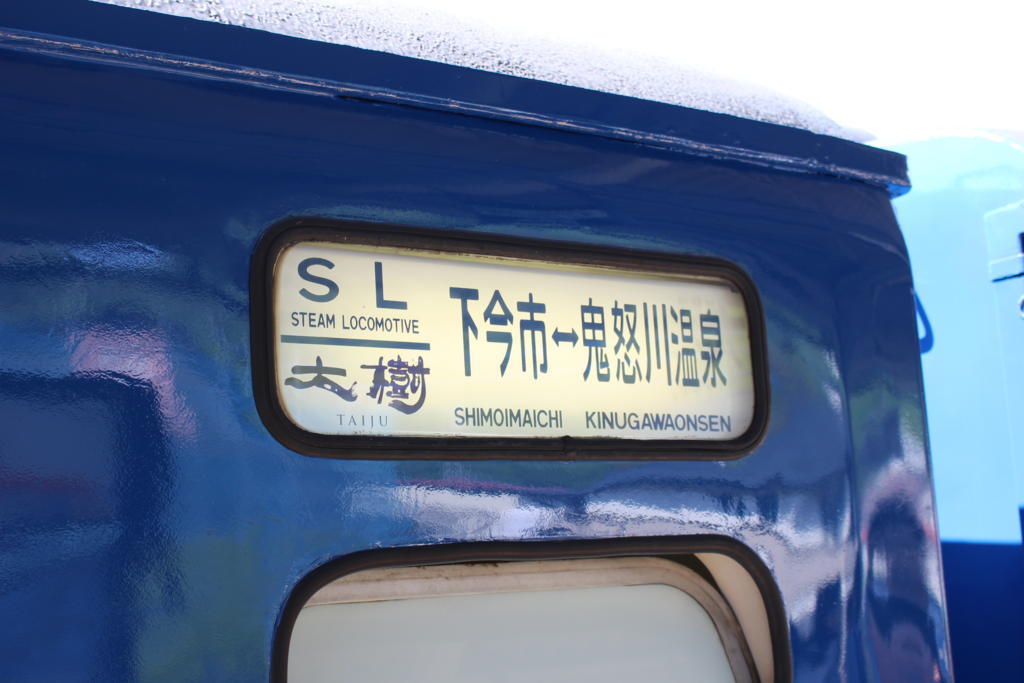 SL
STEAM LOCOMOTIVE
大樹
TAIJU
下今市↔鬼怒川温泉
SHIMOIMAICHI KINUGAWAONSEN